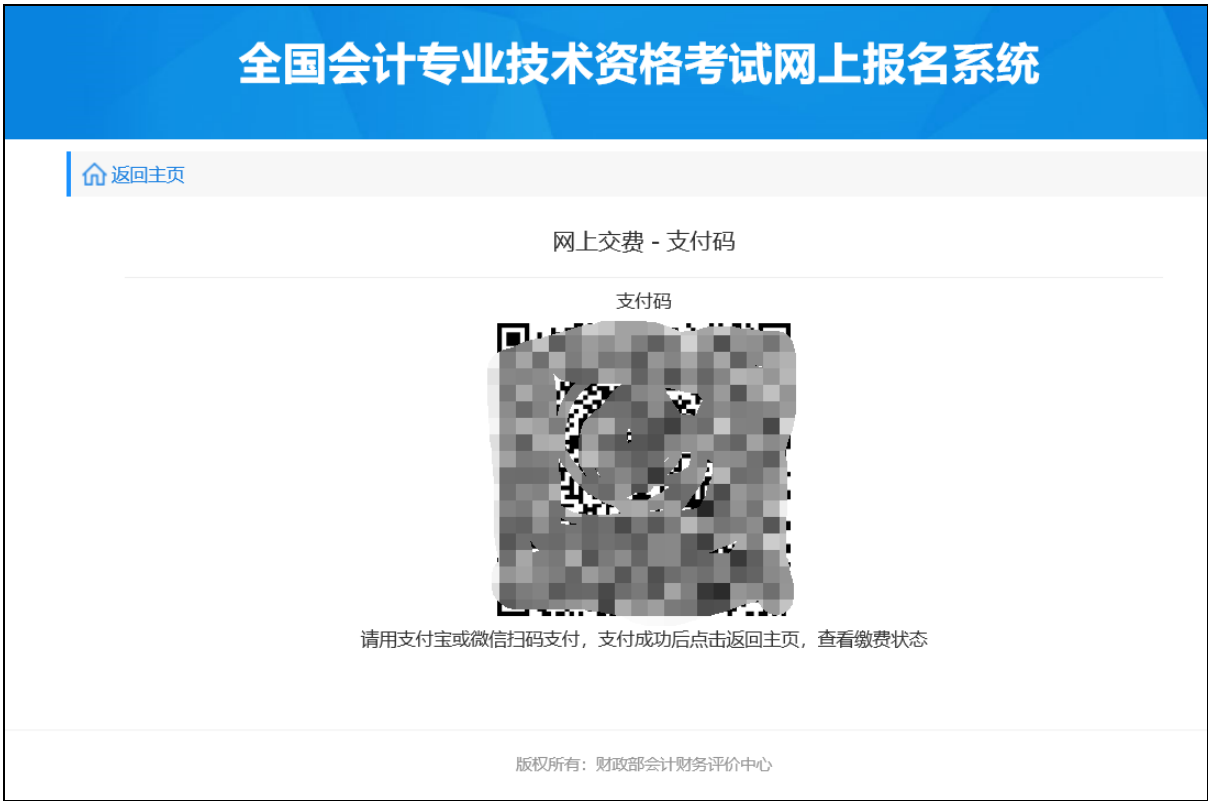 全国会计专业技术资格考试网上报名系统
返回主页
网上交费 - 支付码
支付码
请用支付宝或微信扫码支付，支付成功后点击返回主页，查看缴费状态
版权所有：财政部会计财务评价中心